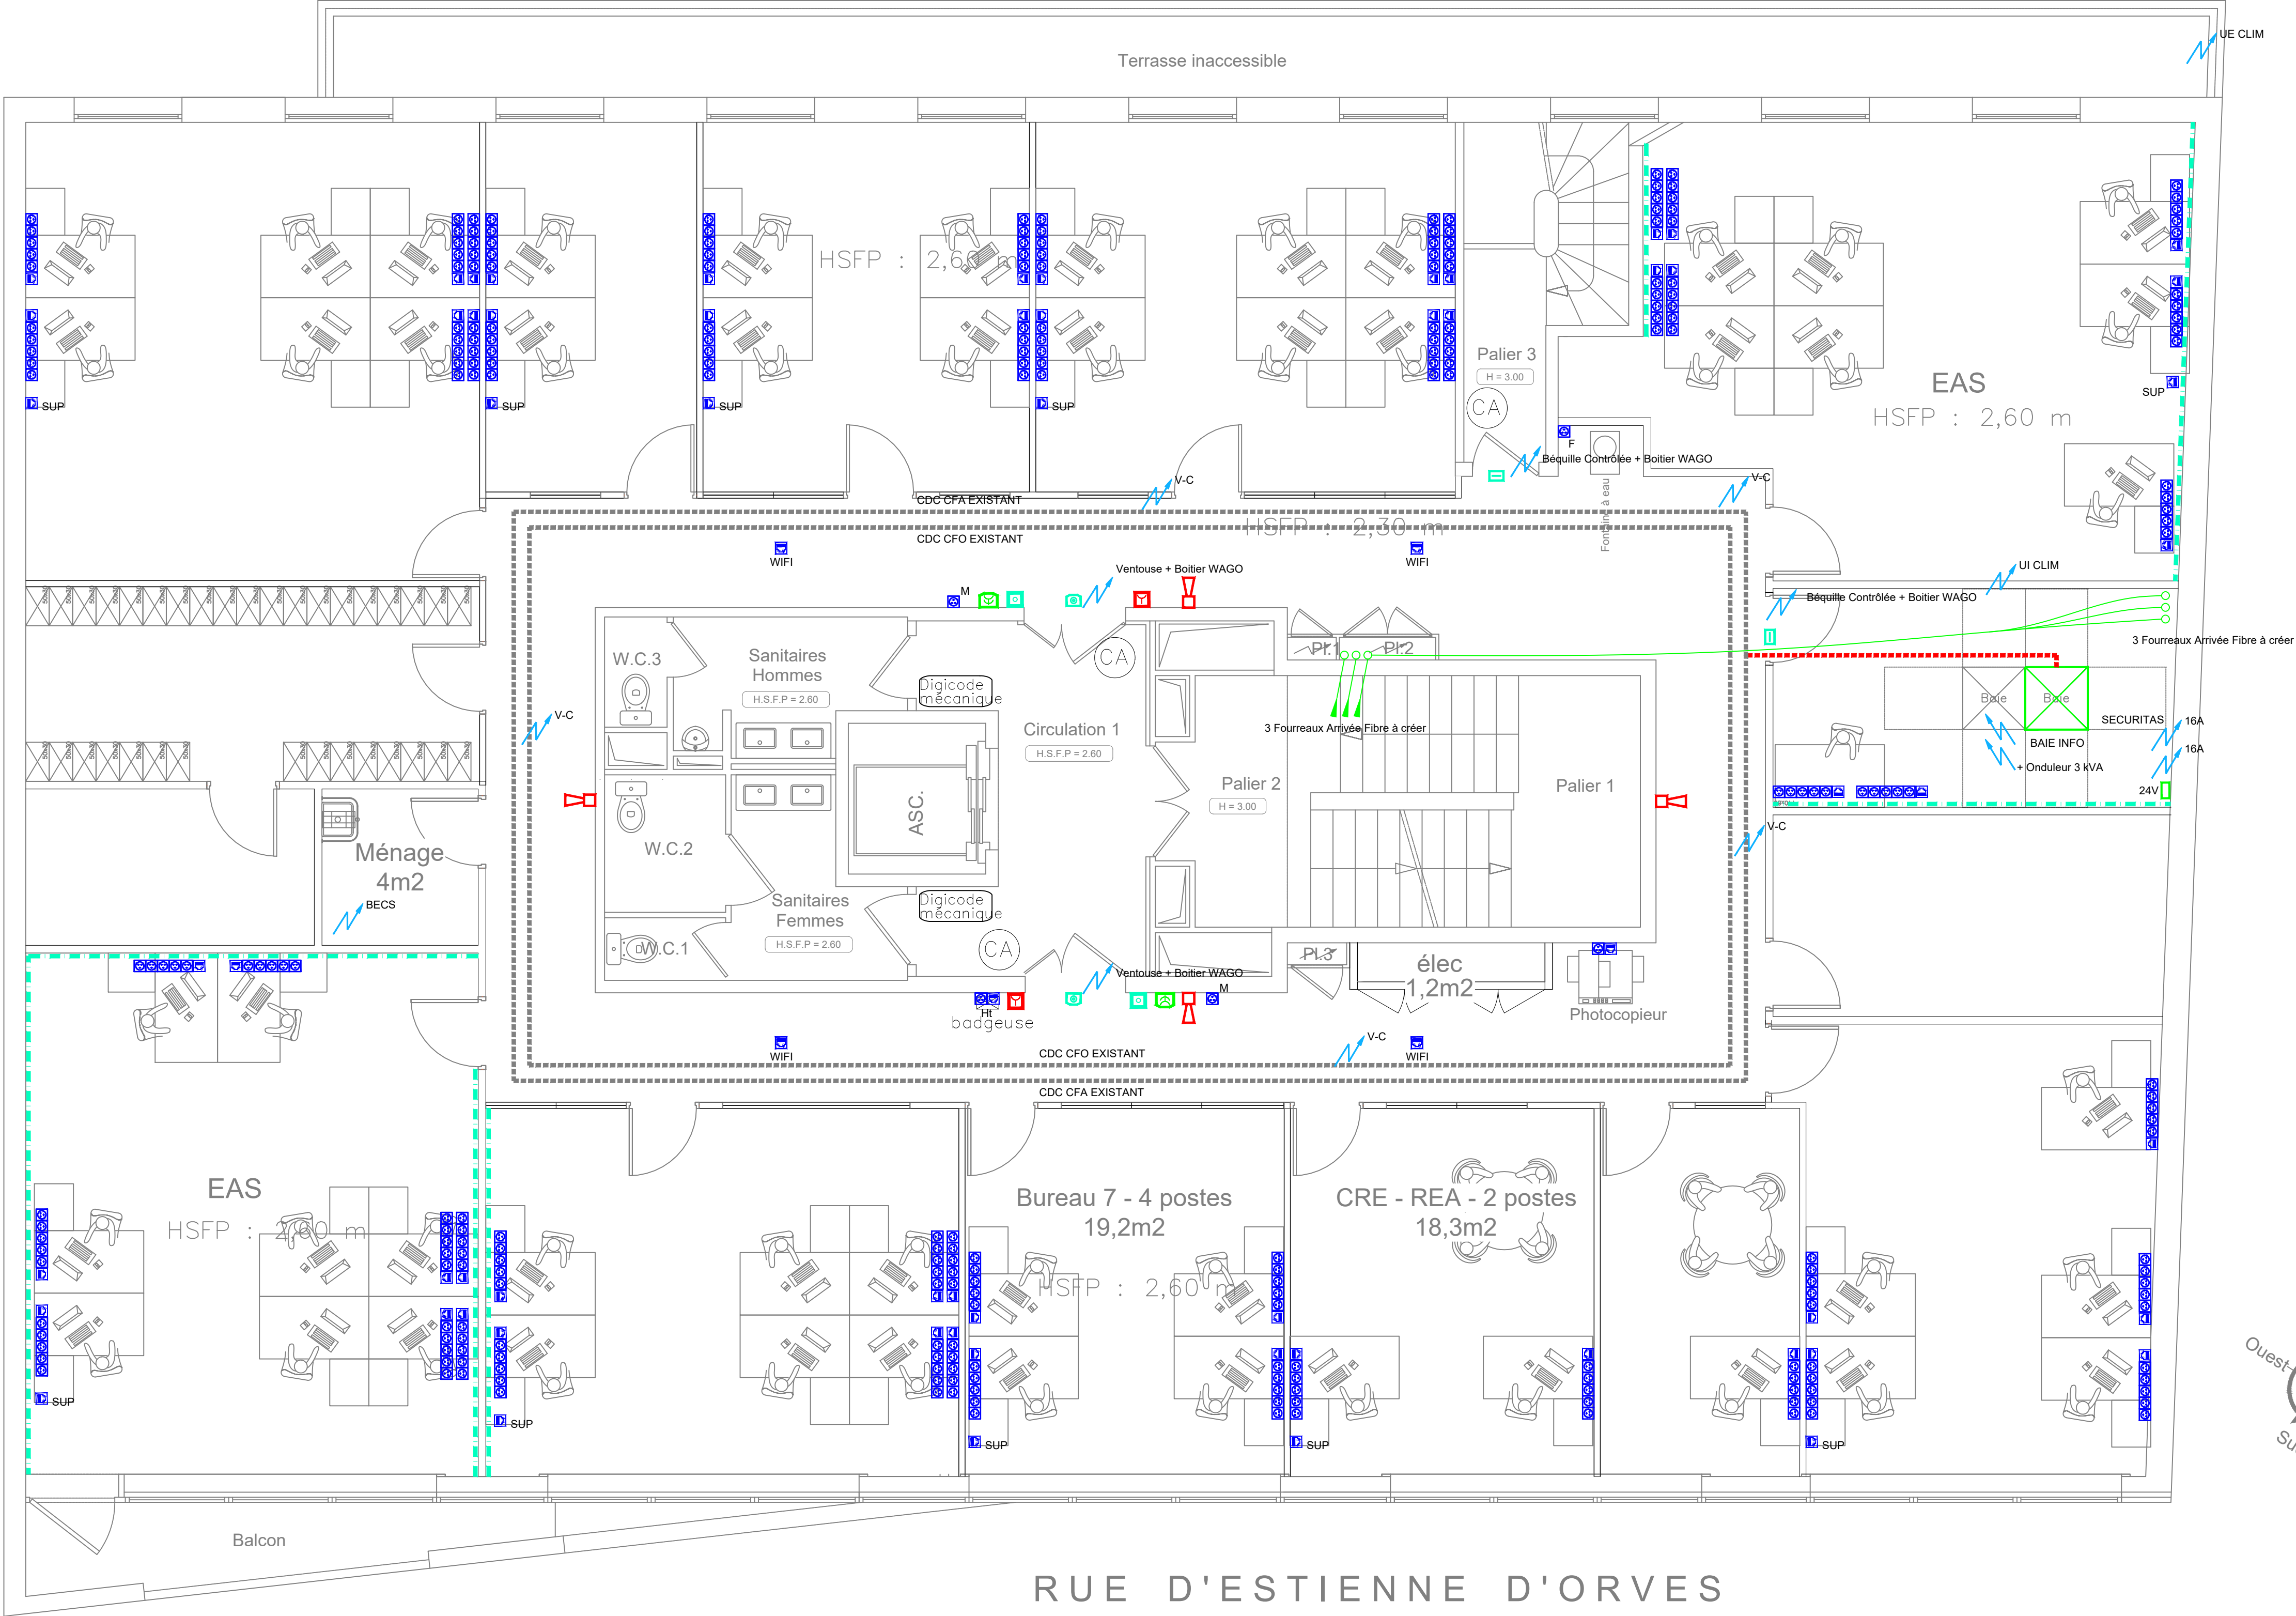 UE CLIM
Terrasse inaccessible
HSFP : 2,60 m
Palier 3
H = 3.00
CA
EAS
HSFP : 2,60 m
SUP
SUP
SUP
SUP
SUP
F
Béquille Contrôlée + Boitier WAGO
Fontaine à eau
V-C
V-C
CDC CFA EXISTANT
HSFP : 2,30 m
CDC CFO EXISTANT
WIFI
WIFI
Ventouse + Boitier WAGO
UI CLIM
M
Béquille Contrôlée + Boitier WAGO
3 Fourreaux Arrivée Fibre à créer
W.C.3
Sanitaires
Hommes
H.S.F.P = 2.60
Digicode
mécanique
CA
Pl.1
Pl.2
Circulation 1
H.S.F.P = 2.60
3 Fourreaux Arrivée Fibre à créer
V-C
Baie
Baie
SECURITAS
16A
BAIE INFO
16A
+ Onduleur 3 kVA
24V
Palier 2
H = 3.00
Palier 1
ASC.
V-C
W.C.2
Ménage
4m2
BECS
Sanitaires
Femmes
H.S.F.P = 2.60
Digicode
mécanique
W.C.1
CA
Pl.3
élec
1,2m2
Ventouse + Boitier WAGO
M
Ht
badgeuse
Photocopieur
V-C
WIFI
WIFI
CDC CFO EXISTANT
CDC CFA EXISTANT
EAS
HSFP : 2,60 m
Bureau 7 - 4 postes
19,2m2
HSFP : 2,60 m
CRE - REA - 2 postes
18,3m2
SUP
SUP
SUP
SUP
SUP
Balcon
RUE D'ESTIENNE D'ORVES